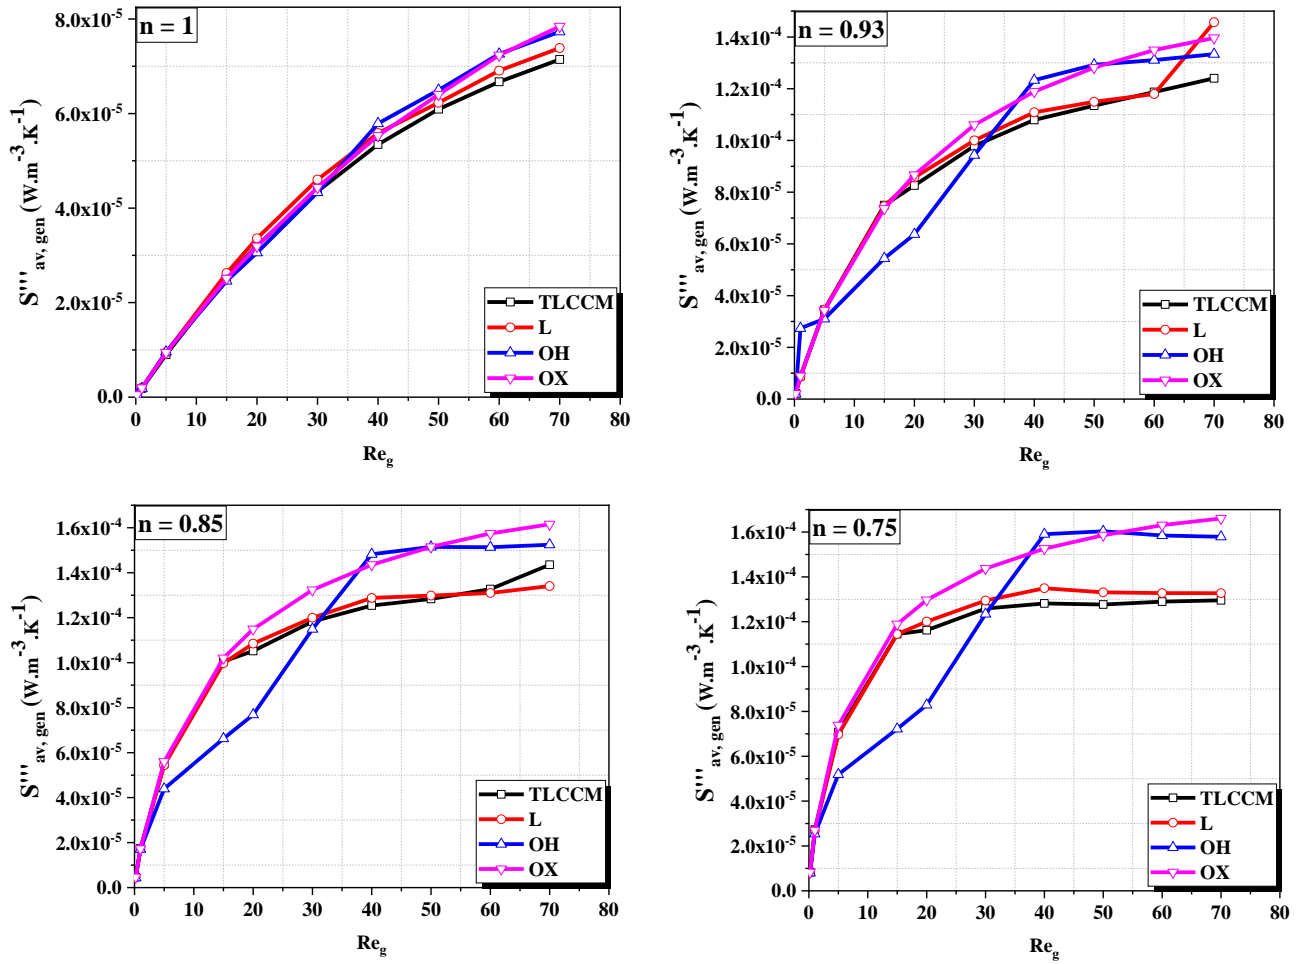 n = 1
S'''av, gen (W.m-3.K-1)
8.0x10-5
6.0x10-5
4.0x10-5
2.0x10-5
0.0
0 10 20 30 40 50 60 70 80
Reg
TLCCM
L
OH
OX
n = 0.93
S'''av, gen (W.m-3.K-1)
1.4x10-4
1.2x10-4
1.0x10-4
8.0x10-5
6.0x10-5
4.0x10-5
2.0x10-5
0.0
0 10 20 30 40 50 60 70 80
Reg
TLCCM
L
OH
OX
n = 0.85
S'''av, gen (W.m-3.K-1)
1.6x10-4
1.4x10-4
1.2x10-4
1.0x10-4
8.0x10-5
6.0x10-5
4.0x10-5
2.0x10-5
0.0
0 10 20 30 40 50 60 70 80
Reg
TLCCM
L
OH
OX
n = 0.75
S'''av, gen (W.m-3.K-1)
1.6x10-4
1.4x10-4
1.2x10-4
1.0x10-4
8.0x10-5
6.0x10-5
4.0x10-5
2.0x10-5
0.0
0 10 20 30 40 50 60 70 80
Reg
TLCCM
L
OH
OX